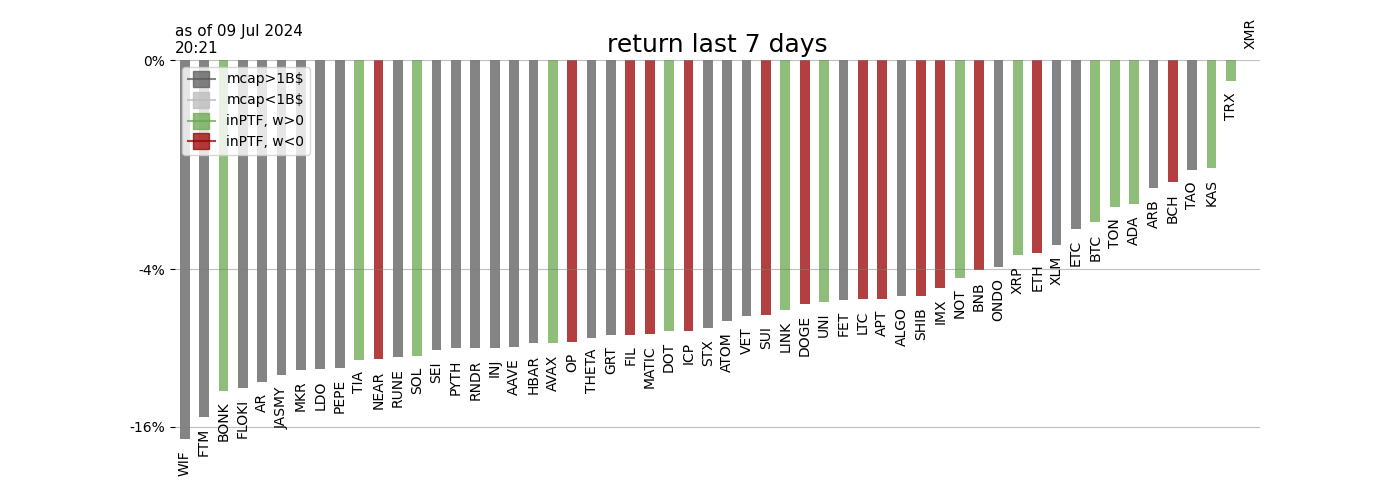 as of 09 Jul 2024
20:21
return last 7 days
0%
-4%
-16%
mcap>1B$
mcap<1B$
inPTF, w>0
inPTF, w<0
WIF
FTM
BONK
FLOKI
AR
JASMY
MKR
LDO
PEPE
TIA
NEAR
RUNE
SOL
SEI
PYTH
RNDR
INJ
AAVE
HBAR
AVAX
OP
THETA
GRT
FIL
MATIC
DOT
ICP
STX
ATOM
VET
SUI
LINK
DOGE
UNI
FET
LTC
APT
ALGO
SHIB
IMX
NOT
BNB
ONDO
XRP
ETH
XLM
ETC
BTC
TON
ADA
ARB
BCH
TAO
KAS
TRX
XMR